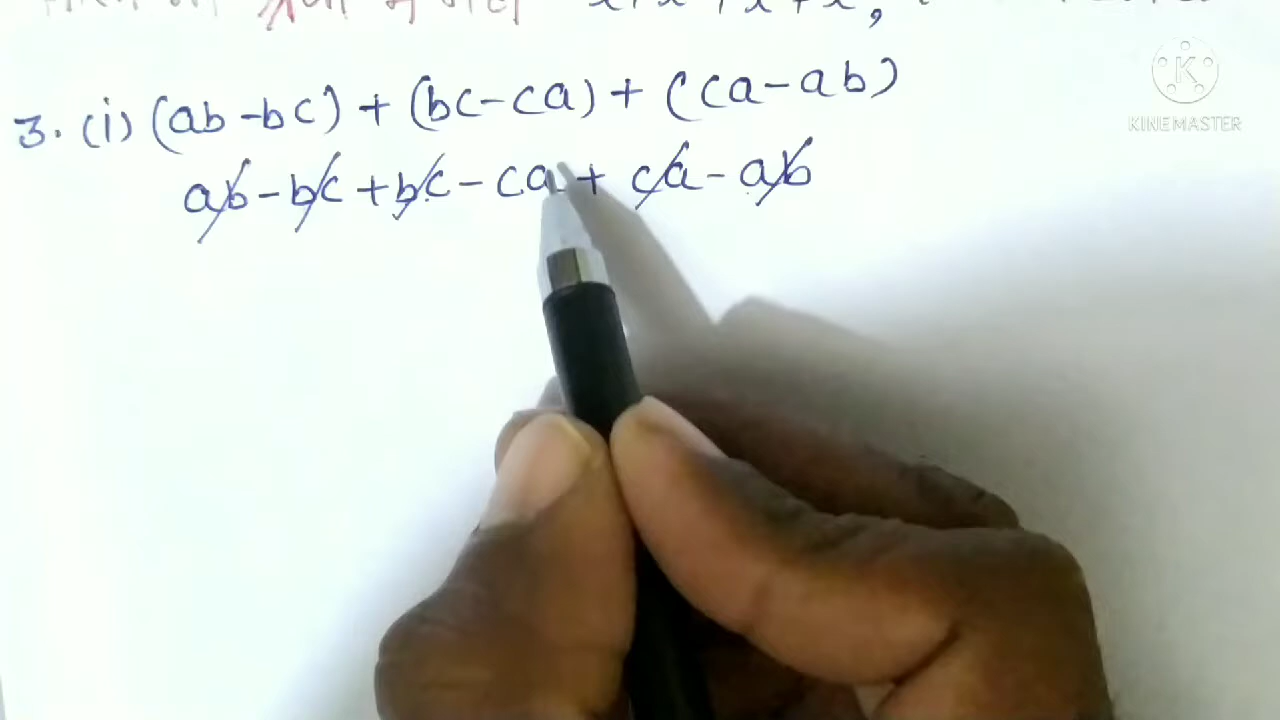 3. (i) (ab-bc) + (bc-ca) + (ca-ab)
ab - bc + bc - ca + ca - ab
KINEMASTER